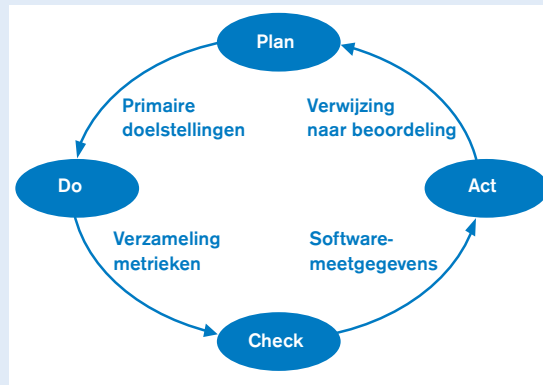 Plan
Primaire
doelstellingen
Verwijzing
naar beoordeling
Do
Act
Verzameling
metrieken
Software-
meetgegevens
Check